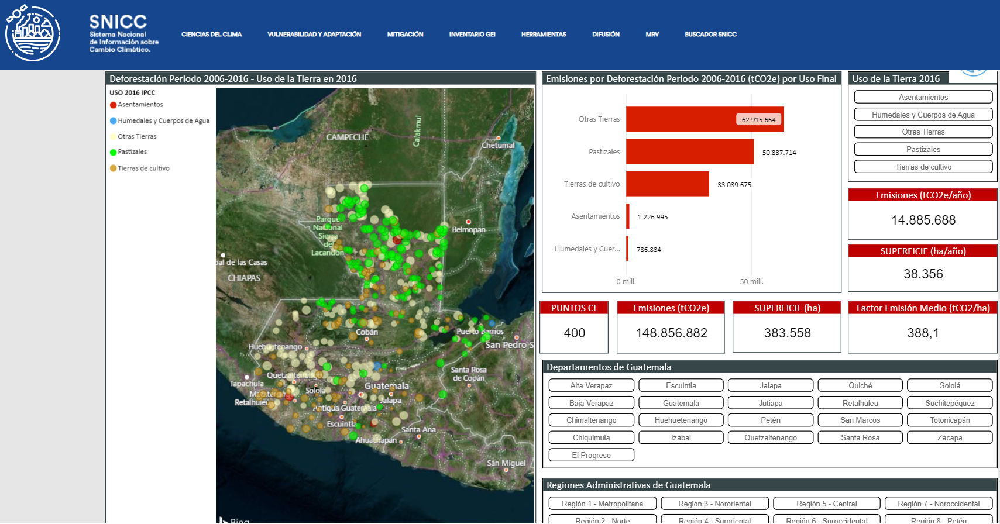 SNICC
Sistema Nacional
de Información sobre
Cambio Climático.
CIENCIAS DEL CLIMA
VULNERABILIDAD Y ADAPTACIÓN
MITIGACIÓN
INVENTARIO GEI
HERRAMIENTAS
DIFUSIÓN
MRV
BUSCADOR SNICC
Deforestación Periodo 2006-2016 - Uso de la Tierra en 2016
USO 2016 IPCC
Asentamientos
Humedales y Cuerpos de Agua
Otras Tierras
Pastizales
Tierras de cultivo
CAMPECHE
Calakmul
Chetumal
Parque
Nacional
Sierra
del
Lacandón
Belmopan
bal de las Casas
CHIAPAS
Cobán
Puerto Barrios
San Pedro S
Huehuetenango
Quetzaltenango
Santa Rosa
de Copán
Tapachula
Sololá
Guatemala
Mazatenango
Retalhuleu
Jalapa
Antigua Guatemala
Escuintla
Santa Ana
Ahuachapán
San Miguel
Bing
Emisiones por Deforestación Periodo 2006-2016 (tCO2e) por Uso Final
Otras Tierras
62.915.664
Pastizales
50.887.714
Tierras de cultivo
33.039.675
Asentamientos
1.226.995
Humedales y Cuer...
786.834
0 mill.
50 mill.
Uso de la Tierra 2016
Asentamientos
Humedales y Cuerpos de Agua
Otras Tierras
Pastizales
Tierras de cultivo
Emisiones (tCO2e/año)
14.885.688
SUPERFICIE (ha/año)
38.356
PUNTOS CE
400
Emisiones (tCO2e)
148.856.882
SUPERFICIE (ha)
383.558
Factor Emisión Medio (tCO2/ha)
388,1
Departamentos de Guatemala
Alta Verapaz
Escuintla
Jalapa
Quiché
Sololá
Baja Verapaz
Guatemala
Jutiapa
Retalhuleu
Suchitepéquez
Chimaltenango
Huehuetenango
Petén
San Marcos
Totonicapán
Chiquimula
Izabal
Quetzaltenango
Santa Rosa
Zacapa
El Progreso
Regiones Administrativas de Guatemala
Región 1 - Metropolitana
Región 3 - Nororiental
Región 5 - Central
Región 7 - Noroccidental
Región 2 - Norte
Región 4 - Suroriental
Región 6 - Suroccidental
Región 8 - Petén